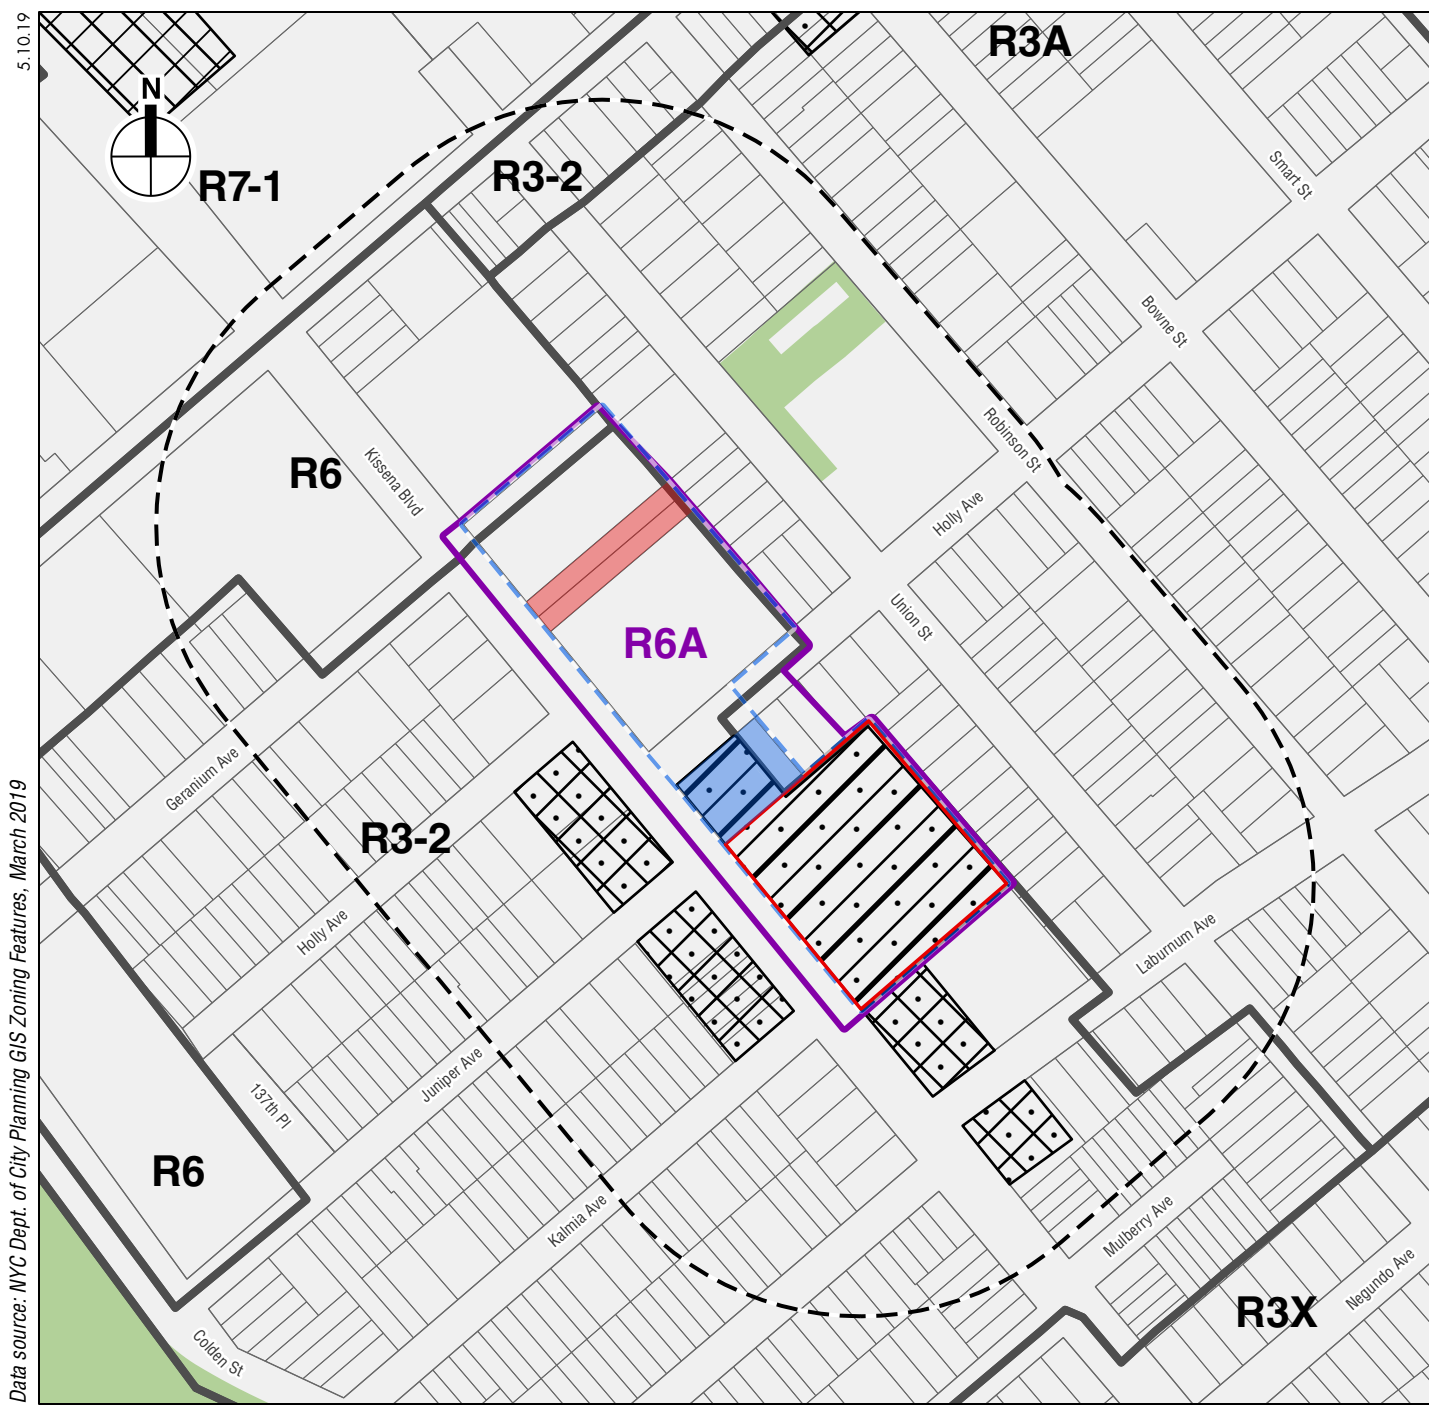 5.10.19
R3A
N
R3-2
R7-1
Smart St
Bowne St
Kissena Blvd
R6
Robinson St
Holly Ave
Union St
R6A
Geranium Ave
R3-2
Holly Ave
Laburnum Ave
Juniper Ave
137th Pl
R6
Kalmia Ave
Mulberry Ave
Negundo Ave
R3X
Colden St
Data source: NYC Dept. of City Planning GIS Zoning Features, March 2019